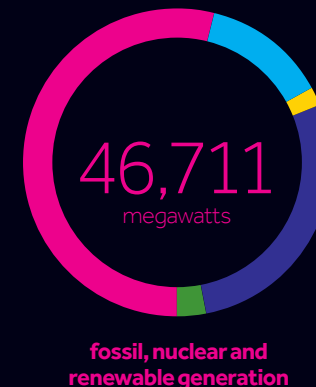 46,711
megawatts
fossil, nuclear and
renewable generation